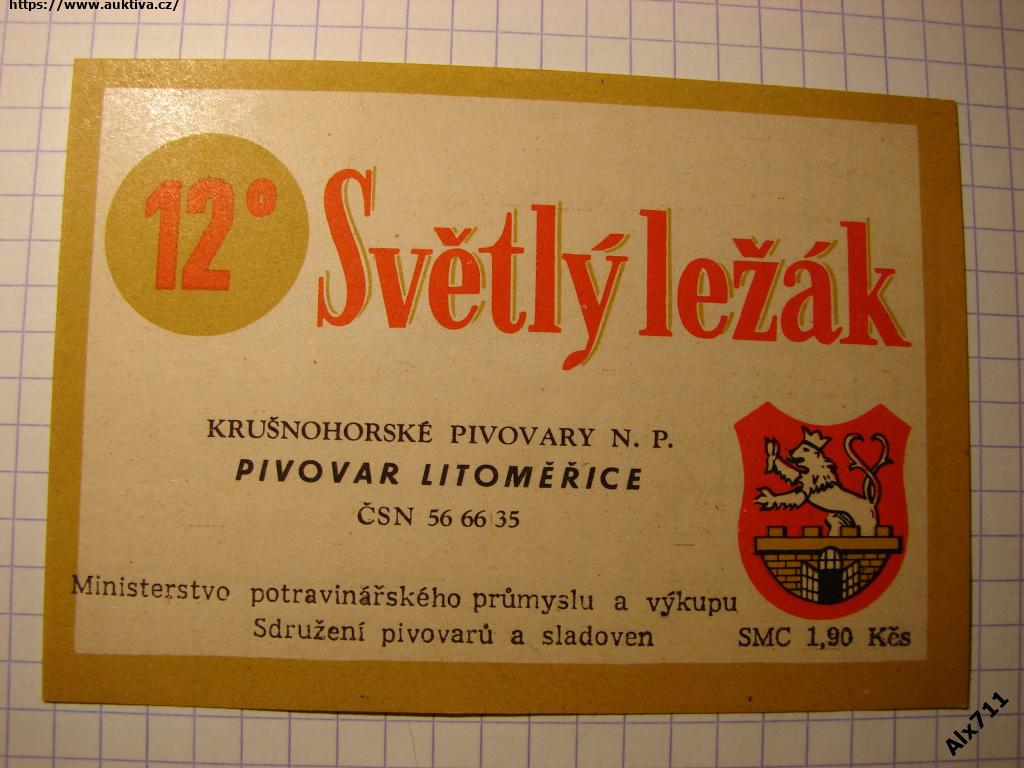 https://www.auktiva.cz/
12°
Světlý ležák
KRUŠNOHORSKÉ PIVOVARY N. P.
PIVOVAR LITOMĚŘICE
ČSN 56 66 35
Ministerstvo potravinářského průmyslu a výkupu
Sdružení pivovarů a sladoven
SMC 1,90 Kčs
Alx711